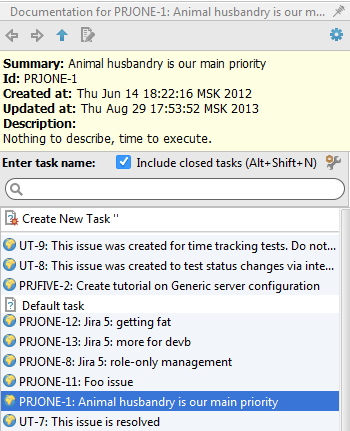 Documentation for PRJONE-1: Animal husbandry is our m...
Summary: Animal husbandry is our main priority
Id: PRJONE-1
Created at: Thu Jun 14 18:22:16 MSK 2012
Updated at: Thu Aug 29 17:53:52 MSK 2013
Description:
Nothing to describe, time to execute.
Enter task name: Include closed tasks (Alt+Shift+N)
Create New Task ''
UT-9: This issue was created for time tracking tests. Do not...
UT-8: This issue was created to test status changes via inte...
PRJFIVE-2: Create tutorial on Generic server configuration
Default task
PRJONE-12: Jira 5: getting fat
PRJONE-13: Jira 5: more for devb
PRJONE-8: Jira 5: role-only management
PRJONE-11: Foo issue
PRJONE-1: Animal husbandry is our main priority
UT-7: This issue is resolved